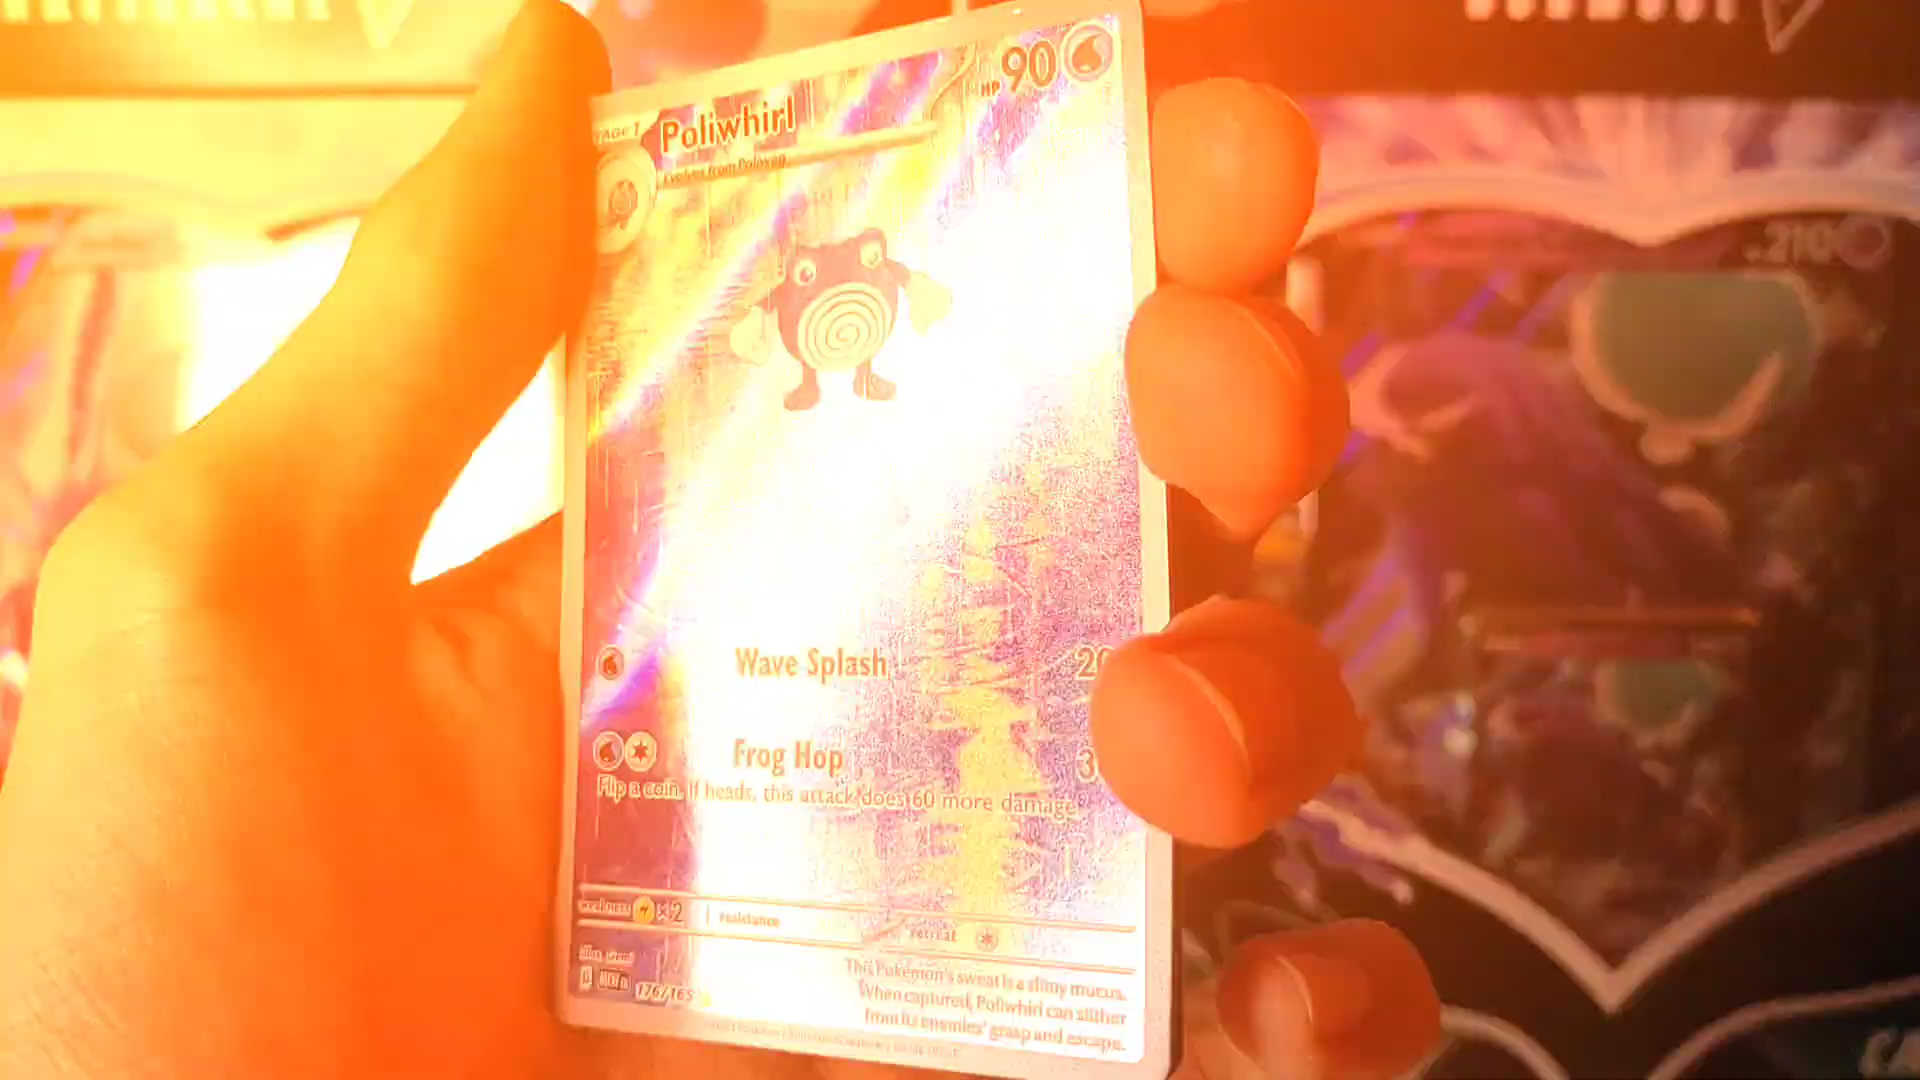 Poliwhirl
HP 90
Evolves from Poliwag
210
Wave Splash 20
Frog Hop 3
Flip a coin. If heads, this attack does 60 more damage.
weakness ×2 resistance
retreat
176/165
This Pokémon's sweat is a slimy mucus.
When captured, Poliwhirl can slither
from its enemies' grasp and escape.